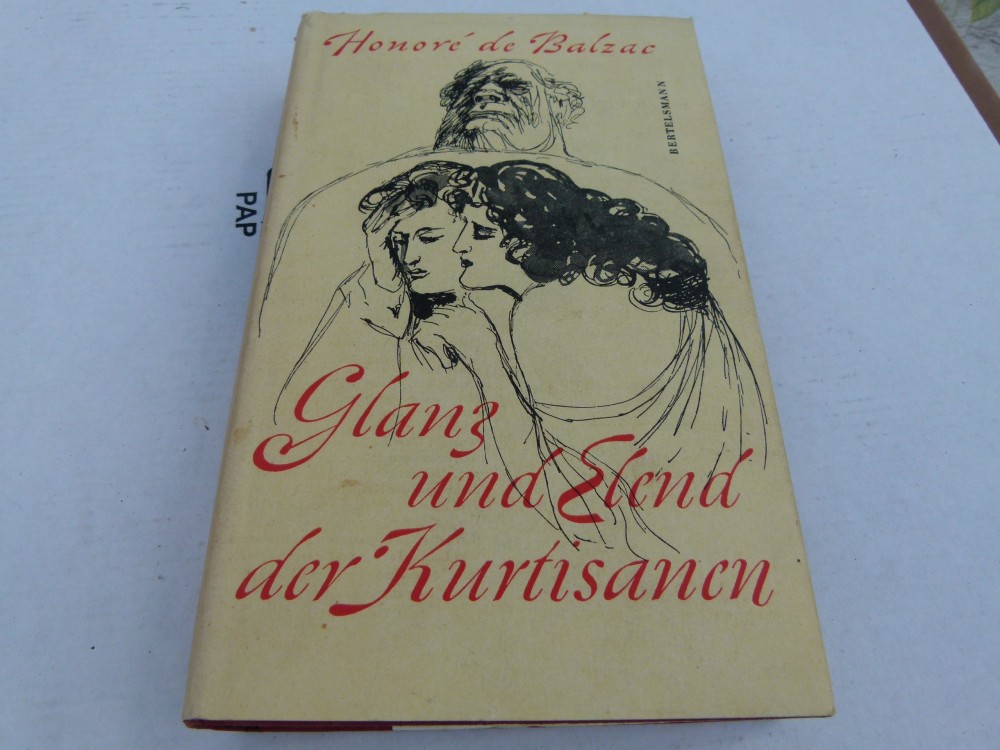 Honoré de Balzac
BERTELSMANN
PAP
Glanz
und Elend
der Kurtisanen